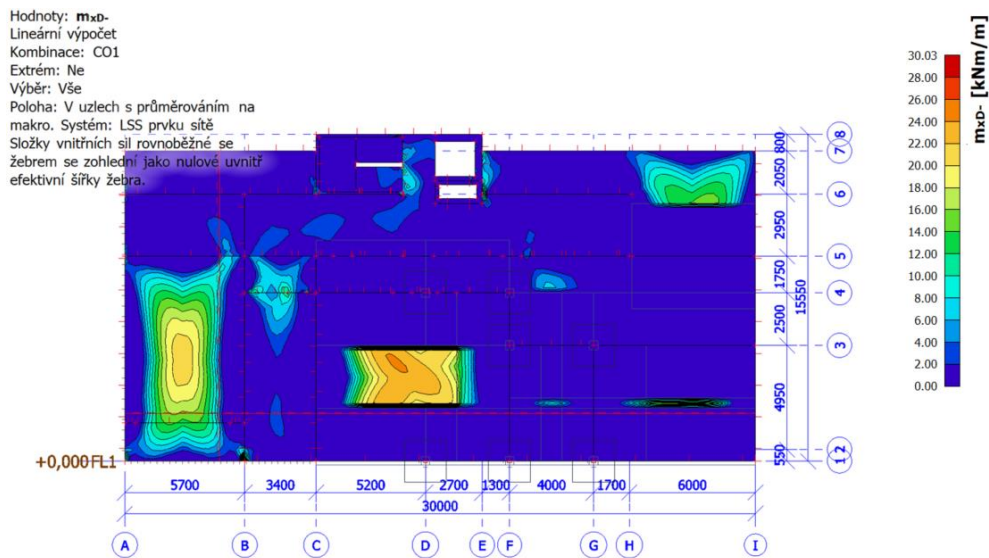 Hodnoty: mxD-
Lineární výpočet
Kombinace: CO1
Extrém: Ne
Výběr: Vše
Poloha: V uzlech s průměrováním na
makro. Systém: LSS prvku sítě
Složky vnitřních sil rovnoběžné se
žebrem se zohlední jako nulové uvnitř
efektivní šířky žebra.
mxD- [kNm/m]
30.03
28.00
26.00
24.00
22.00
20.00
18.00
16.00
14.00
12.00
10.00
8.00
6.00
4.00
2.00
0.00
800
2050
2950
1750
2500
4950
550
15550
8
7
6
5
4
3
2
1
+0,000 FL1
5700 3400 5200 2700 1300 4000 1700 6000
30000
A B C D E F G H I